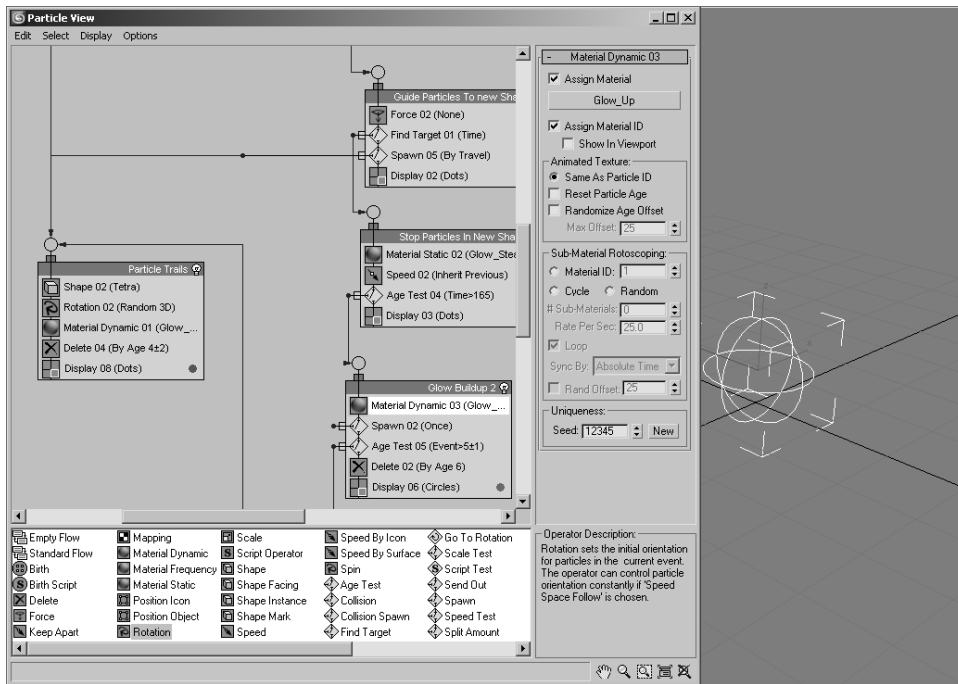 Particle View
Edit Select Display Options
Guide Particles To new Sha
Force 02 (None)
Find Target 01 (Time)
Spawn 05 (By Travel)
Display 02 (Dots)
Stop Particles In New Sha
Material Static 02 (Glow_Stea
Speed 02 (Inherit Previous)
Age Test 04 (Time>165)
Display 03 (Dots)
Particle Trails
Shape 02 (Tetra)
Rotation 02 (Random 3D)
Material Dynamic 01 (Glow_...
Delete 04 (By Age 4±2)
Display 08 (Dots)
Glow Buildup 2
Material Dynamic 03 (Glow_...
Spawn 02 (Once)
Age Test 05 (Event>5±1)
Delete 02 (By Age 6)
Display 06 (Circles)
- Material Dynamic 03
Assign Material
Glow_Up
Assign Material ID
Show In Viewport
Animated Texture:
Same As Particle ID
Reset Particle Age
Randomize Age Offset
Max Offset: 25
Sub-Material Rotoscoping:
Material ID: 1
Cycle Random
# Sub-Materials: 0
Rate Per Sec: 25.0
Loop
Sync By: Absolute Time
Rand Offset: 25
Uniqueness:
Seed: 12345 New
Empty Flow Mapping Scale Speed By Icon Go To Rotation
Standard Flow Material Dynamic Script Operator Speed By Surface Scale Test
Birth Material Frequency Shape Spin Script Test
Birth Script Material Static Shape Facing Age Test Send Out
Delete Position Icon Shape Instance Collision Spawn
Force Position Object Shape Mark Collision Spawn Speed Test
Keep Apart Rotation Speed Find Target Split Amount
Operator Description:
Rotation sets the initial orientation
for particles in the current event.
The operator can control particle
orientation constantly if 'Speed
Space Follow' is chosen.